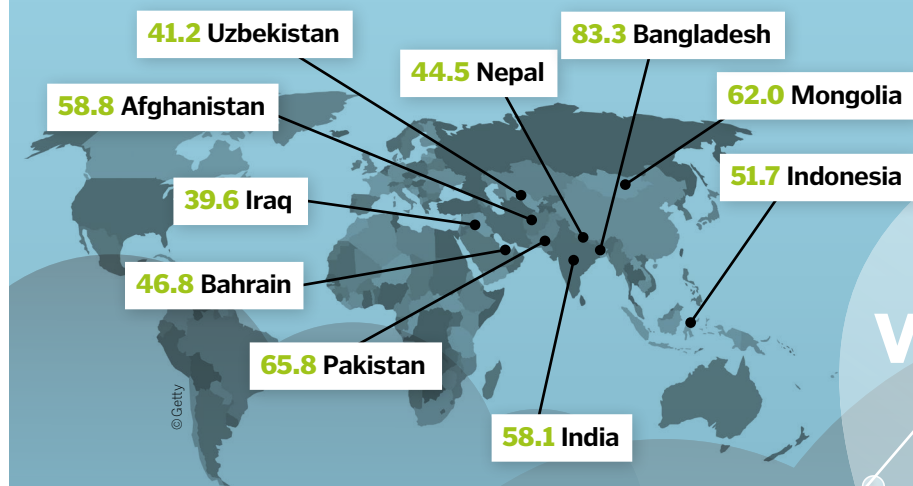 41.2 Uzbekistan
83.3 Bangladesh
44.5 Nepal
58.8 Afghanistan
62.0 Mongolia
51.7 Indonesia
39.6 Iraq
46.8 Bahrain
65.8 Pakistan
58.1 India
©Getty